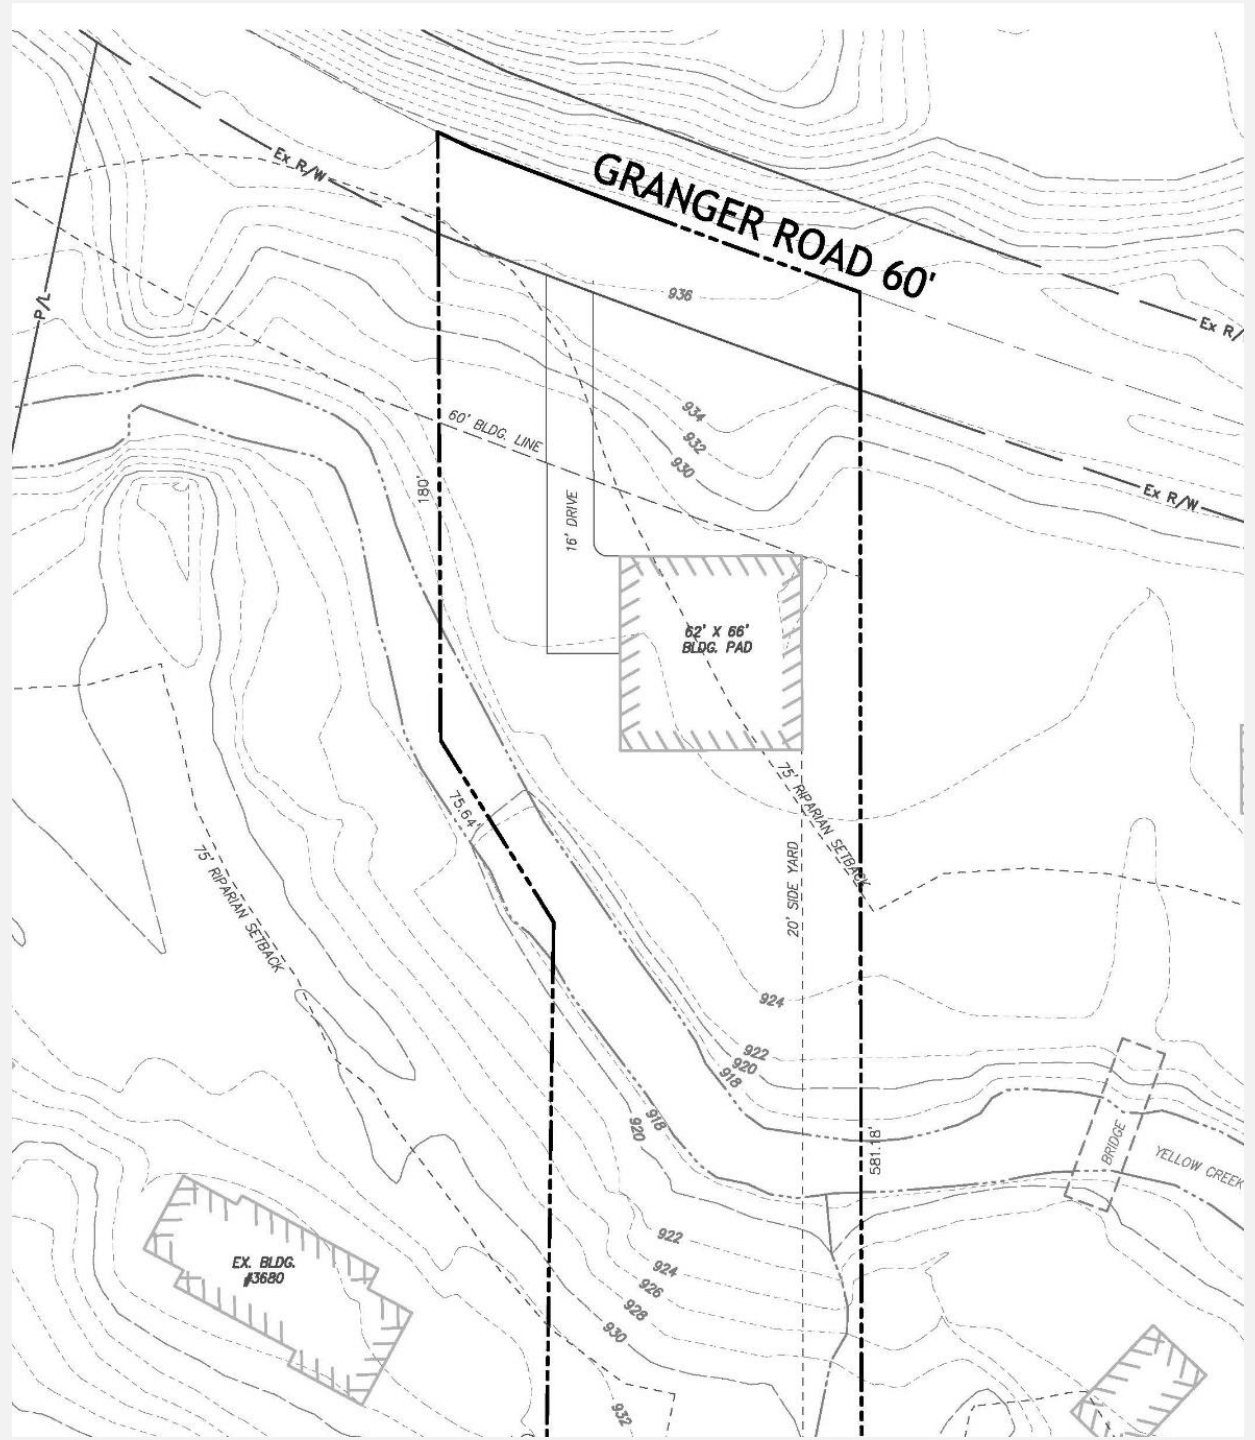 GRANGER ROAD 60'
Ex R/W
P/L
936
Ex R/
934
932
930
60' BLDG. LINE
180'
16' DRIVE
Ex R/W
62' X 66'
BLDG. PAD
75' RIPARIAN SETBACK
75.64'
20' SIDE YARD
75' RIPARIAN SETBACK
924
922
920
918
918
920
581.18'
BRIDGE
YELLOW CREEK
922
924
926
928
930
932
EX. BLDG.
#3680